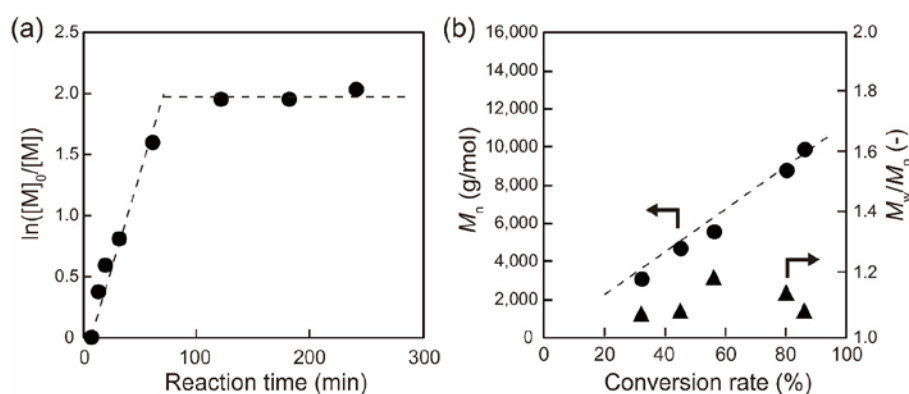 (a)
2.5
2.0
1.5
1.0
0.5
0
ln([M]₀/[M])
0 100 200 300
Reaction time (min)
(b)
16,000
14,000
12,000
10,000
8,000
6,000
4,000
2,000
0
Mn (g/mol)
2.0
1.8
1.6
1.4
1.2
1.0
Mw/Mn (-)
0 20 40 60 80 100
Conversion rate (%)